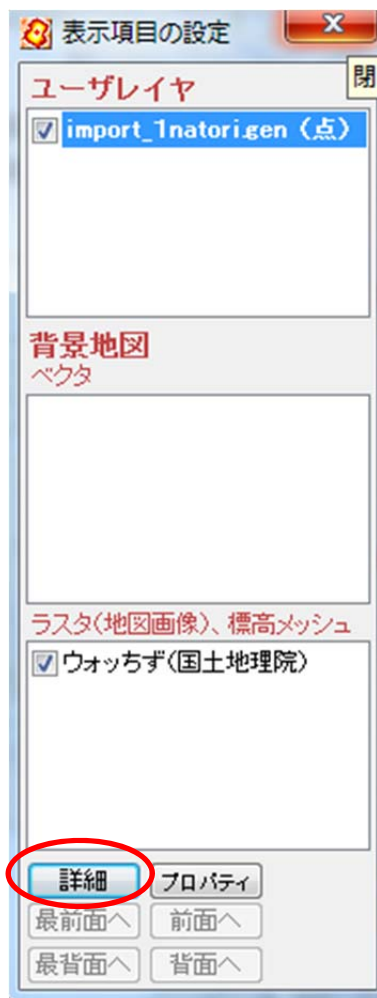 表示項目の設定
閉
ユーザレイヤ
import_1natori.gen（点）
背景地図
ベクタ
ラスタ(地図画像)、標高メッシュ
ウォッちず(国土地理院)
詳細 プロパティ
最前面へ 前面へ
最背面へ 背面へ